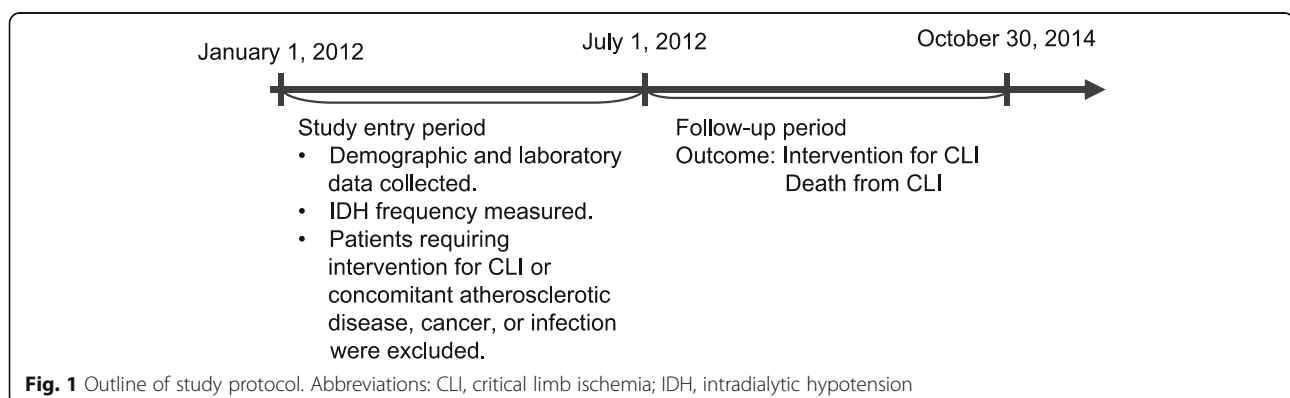 January 1, 2012
July 1, 2012
October 30, 2014
Study entry period
• Demographic and laboratory
data collected.
• IDH frequency measured.
• Patients requiring
intervention for CLI or
concomitant atherosclerotic
disease, cancer, or infection
were excluded.
Follow-up period
Outcome: Intervention for CLI
Death from CLI
Fig. 1 Outline of study protocol. Abbreviations: CLI, critical limb ischemia; IDH, intradialytic hypotension